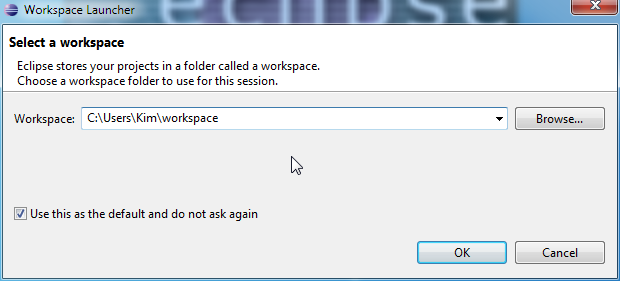 eclipse
Workspace Launcher
Select a workspace
Eclipse stores your projects in a folder called a workspace.
Choose a workspace folder to use for this session.
Workspace: C:\Users\Kim\workspace Browse...
Use this as the default and do not ask again
OK Cancel